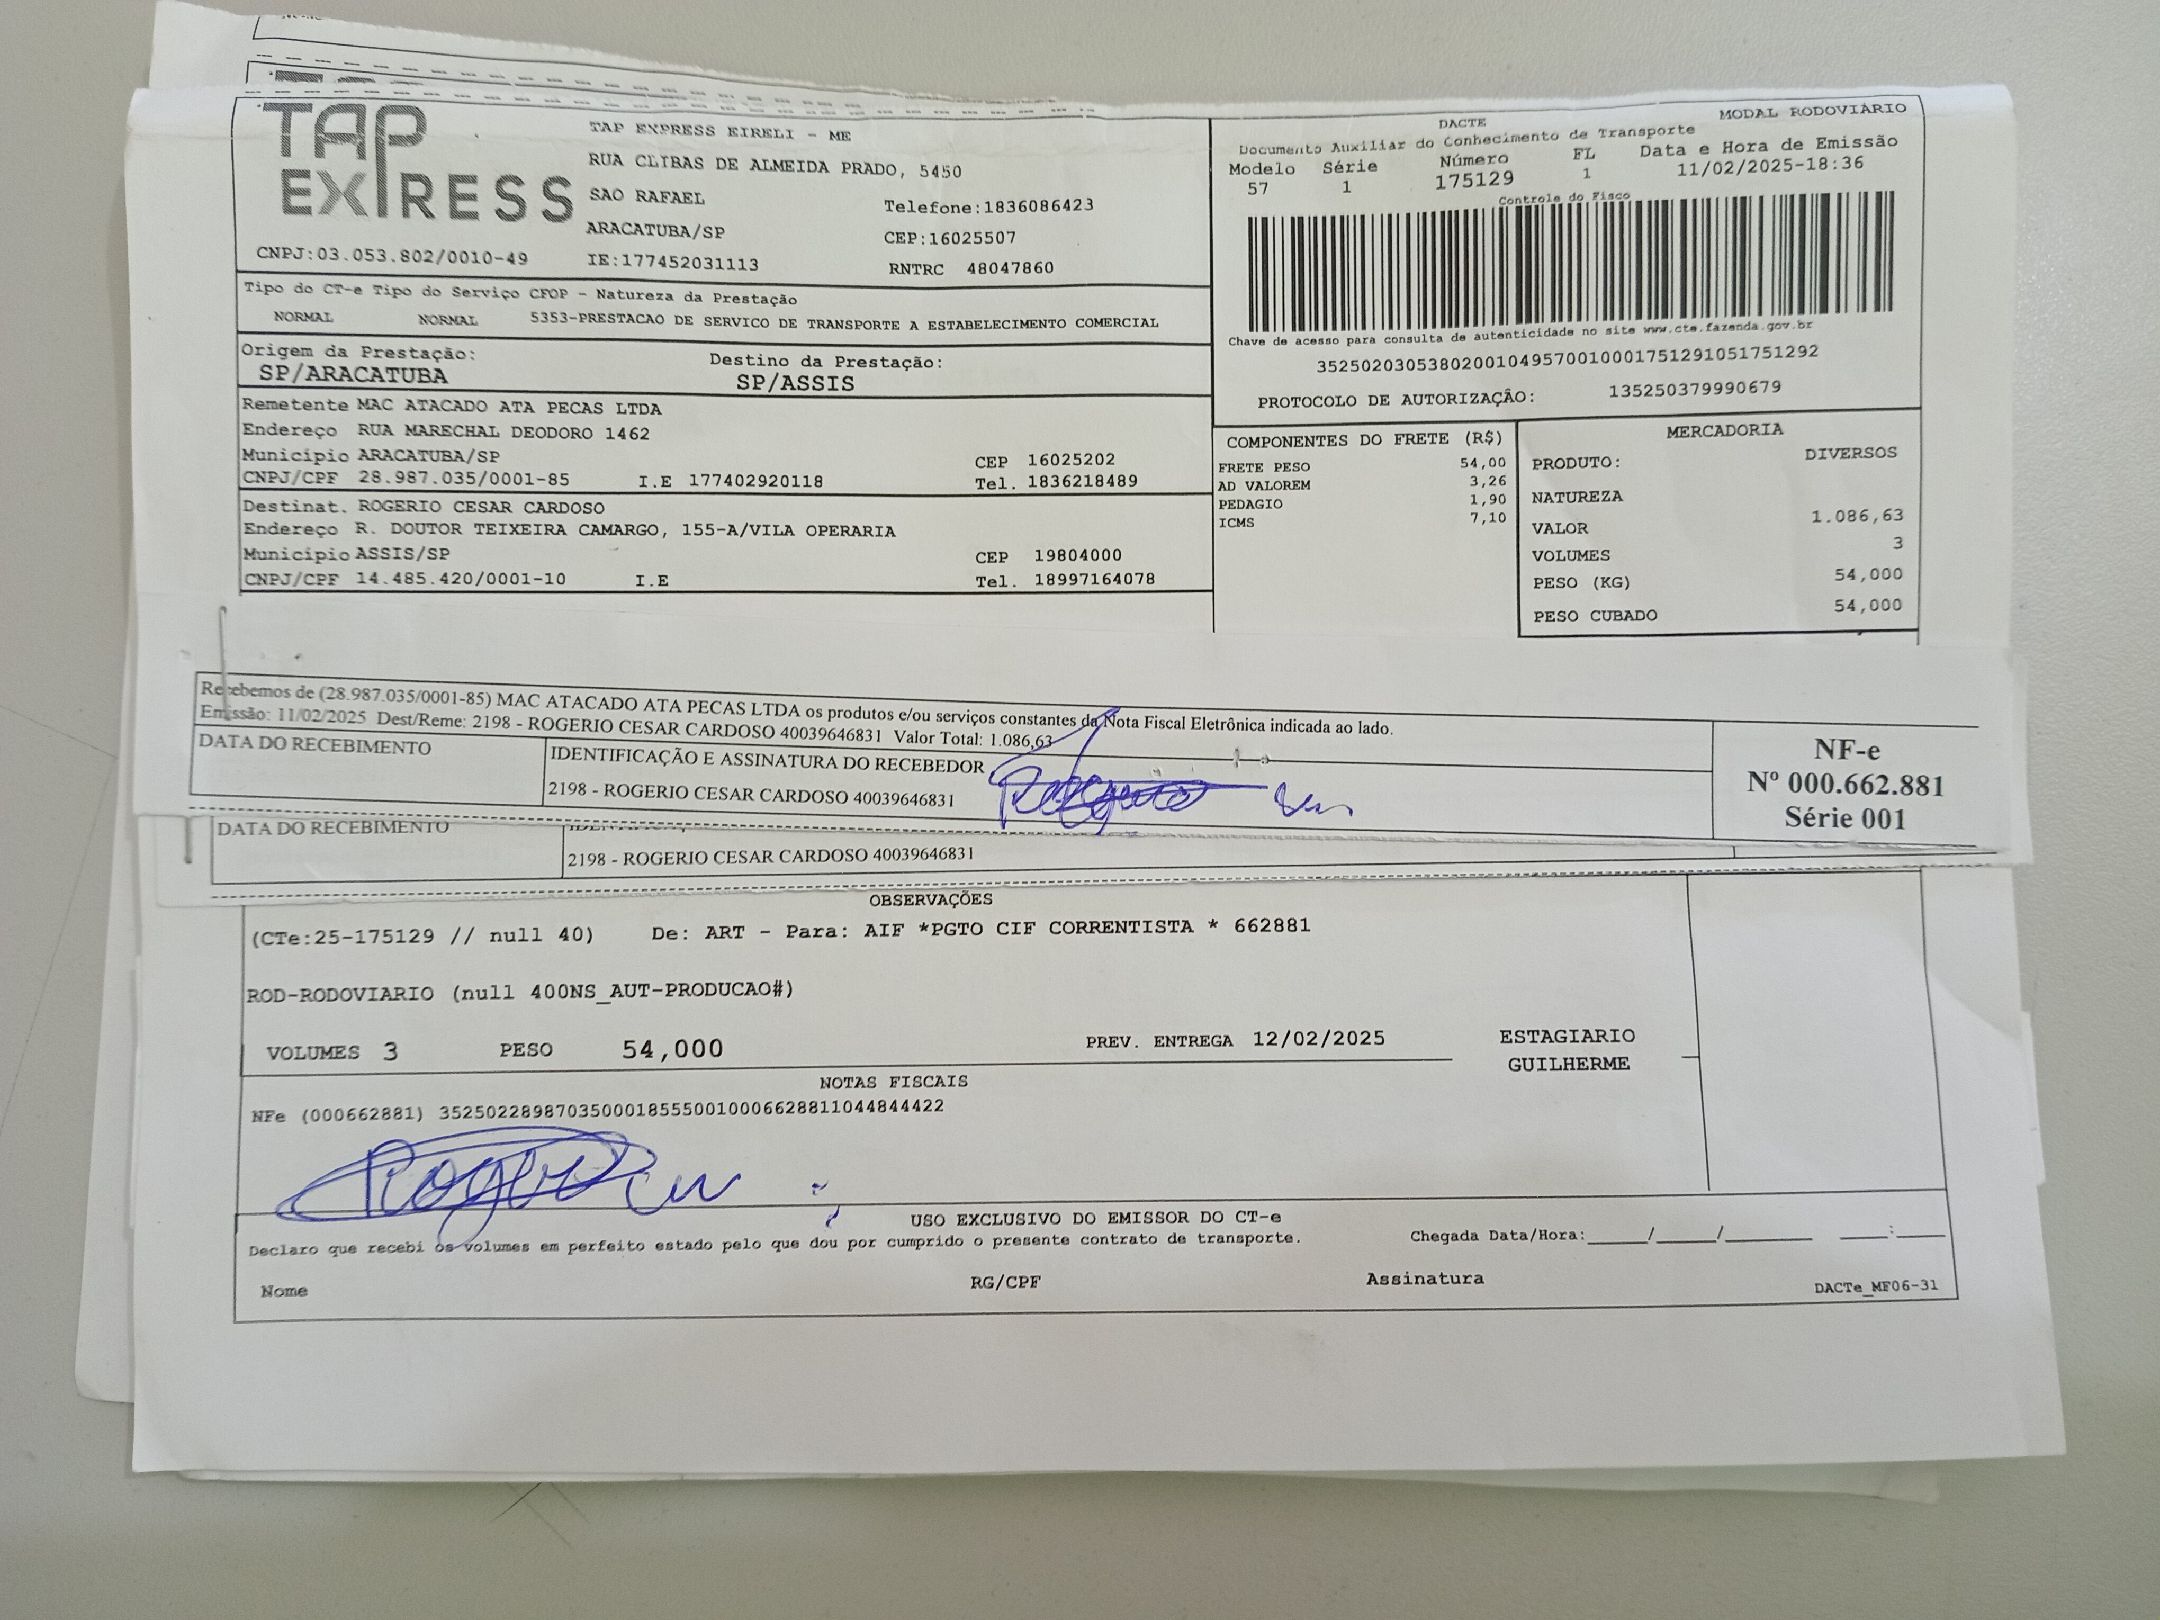 TAP
EXPRESS
CNPJ:03.053.802/0010-49
TAP EXPRESS EIRELI - ME
RUA CLIBAS DE ALMEIDA PRADO, 5450
SAO RAFAEL
Telefone:1836086423
ARACATUBA/SP
CEP:16025507
IE:177452031113
RNTRC 48047860
DACTE
MODAL RODOVIÁRIO
Documento Auxiliar do Conhecimento de Transporte
Modelo Série Número FL Data e Hora de Emissão
57 1 175129 1 11/02/2025-18:36
Controle do Fisco
Chave de acesso para consulta de autenticidade no site www.cte.fazenda.gov.br
35250203053802001049570010001751291051751292
PROTOCOLO DE AUTORIZAÇÃO: 135250379990679
Tipo do CT-e Tipo do Serviço CFOP - Natureza da Prestação
NORMAL NORMAL 5353-PRESTACAO DE SERVICO DE TRANSPORTE A ESTABELECIMENTO COMERCIAL
Origem da Prestação: Destino da Prestação:
SP/ARACATUBA SP/ASSIS
Remetente MAC ATACADO ATA PECAS LTDA
Endereço RUA MARECHAL DEODORO 1462
Município ARACATUBA/SP CEP 16025202
CNPJ/CPF 28.987.035/0001-85 I.E 177402920118 Tel. 1836218489
Destinat. ROGERIO CESAR CARDOSO
Endereço R. DOUTOR TEIXEIRA CAMARGO, 155-A/VILA OPERARIA
Município ASSIS/SP CEP 19804000
CNPJ/CPF 14.485.420/0001-10 I.E Tel. 18997164078
COMPONENTES DO FRETE (R$)
FRETE PESO 54,00
AD VALOREM 3,26
PEDAGIO 1,90
ICMS 7,10
MERCADORIA
PRODUTO: DIVERSOS
NATUREZA
VALOR 1.086,63
VOLUMES 3
PESO (KG) 54,000
PESO CUBADO 54,000
Recebemos de (28.987.035/0001-85) MAC ATACADO ATA PECAS LTDA os produtos e/ou serviços constantes da Nota Fiscal Eletrônica indicada ao lado.
Emissão: 11/02/2025 Dest/Reme: 2198 - ROGERIO CESAR CARDOSO 40039646831 Valor Total: 1.086,63
DATA DO RECEBIMENTO
IDENTIFICAÇÃO E ASSINATURA DO RECEBEDOR
2198 - ROGERIO CESAR CARDOSO 40039646831
NF-e
Nº 000.662.881
Série 001
DATA DO RECEBIMENTO
2198 - ROGERIO CESAR CARDOSO 40039646831
OBSERVAÇÕES
(CTe:25-175129 // null 40) De: ART - Para: AIF *PGTO CIF CORRENTISTA * 662881
ROD-RODOVIARIO (null 400NS_AUT-PRODUCAO#)
VOLUMES 3 PESO 54,000 PREV. ENTREGA 12/02/2025
ESTAGIARIO
GUILHERME
NOTAS FISCAIS
NFe (000662881) 35250228987035000185550010006628811044844422
USO EXCLUSIVO DO EMISSOR DO CT-e
Declaro que recebi os volumes em perfeito estado pelo que dou por cumprido o presente contrato de transporte.
Chegada Data/Hora:_____/_____/_______ ____:____
Nome RG/CPF Assinatura
DACTe_MF06-31